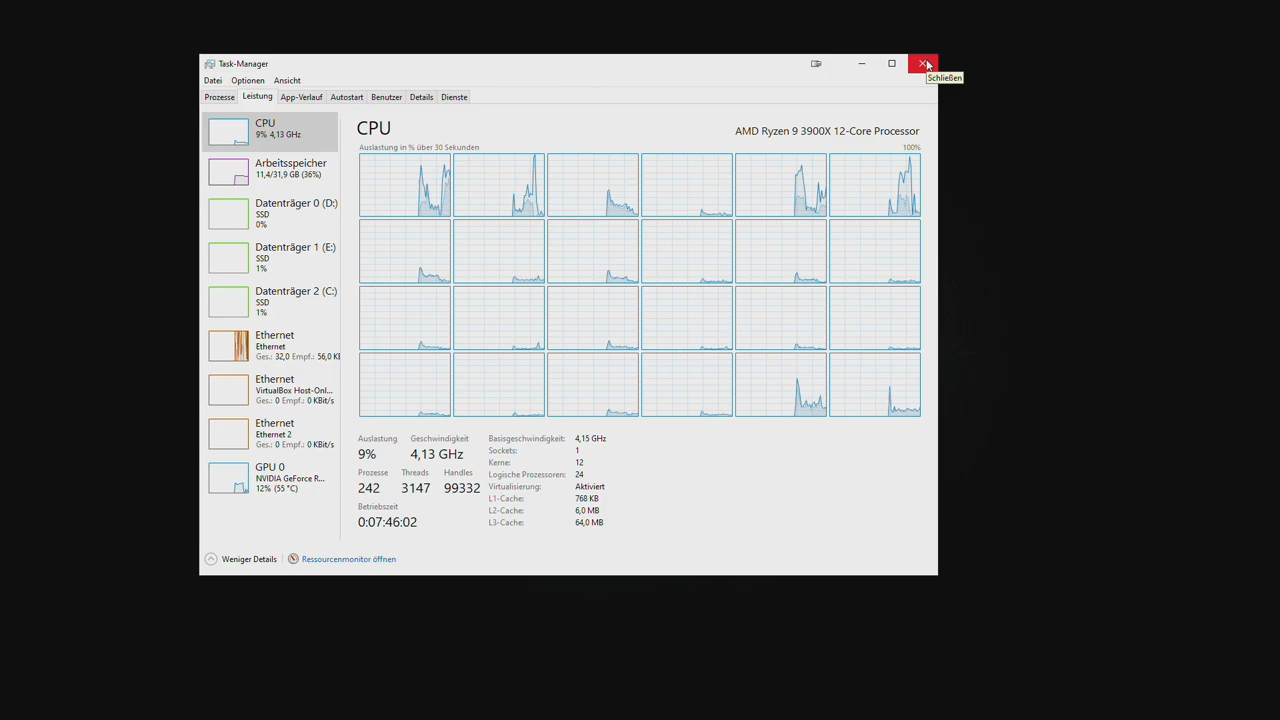 Task-Manager
Schließen
Datei Optionen Ansicht
Prozesse Leistung App-Verlauf Autostart Benutzer Details Dienste
CPU
9% 4,13 GHz
Arbeitsspeicher
11,4/31,9 GB (36%)
Datenträger 0 (D:)
SSD
0%
Datenträger 1 (E:)
SSD
1%
Datenträger 2 (C:)
SSD
1%
Ethernet
Ethernet
Ges.: 32,0 Empf.: 56,0 KB
Ethernet
VirtualBox Host-Onl...
Ges.: 0 Empf.: 0 KBit/s
Ethernet
Ethernet 2
Ges.: 0 Empf.: 0 KBit/s
GPU 0
NVIDIA GeForce R...
12% (55 °C)
CPU
AMD Ryzen 9 3900X 12-Core Processor
Auslastung in % über 30 Sekunden
100%
Auslastung Geschwindigkeit
9% 4,13 GHz
Prozesse Threads Handles
242 3147 99332
Betriebszeit
0:07:46:02
Basisgeschwindigkeit: 4,15 GHz
Sockets: 1
Kerne: 12
Logische Prozessoren: 24
Virtualisierung: Aktiviert
L1-Cache: 768 KB
L2-Cache: 6,0 MB
L3-Cache: 64,0 MB
Weniger Details
Ressourcenmonitor öffnen